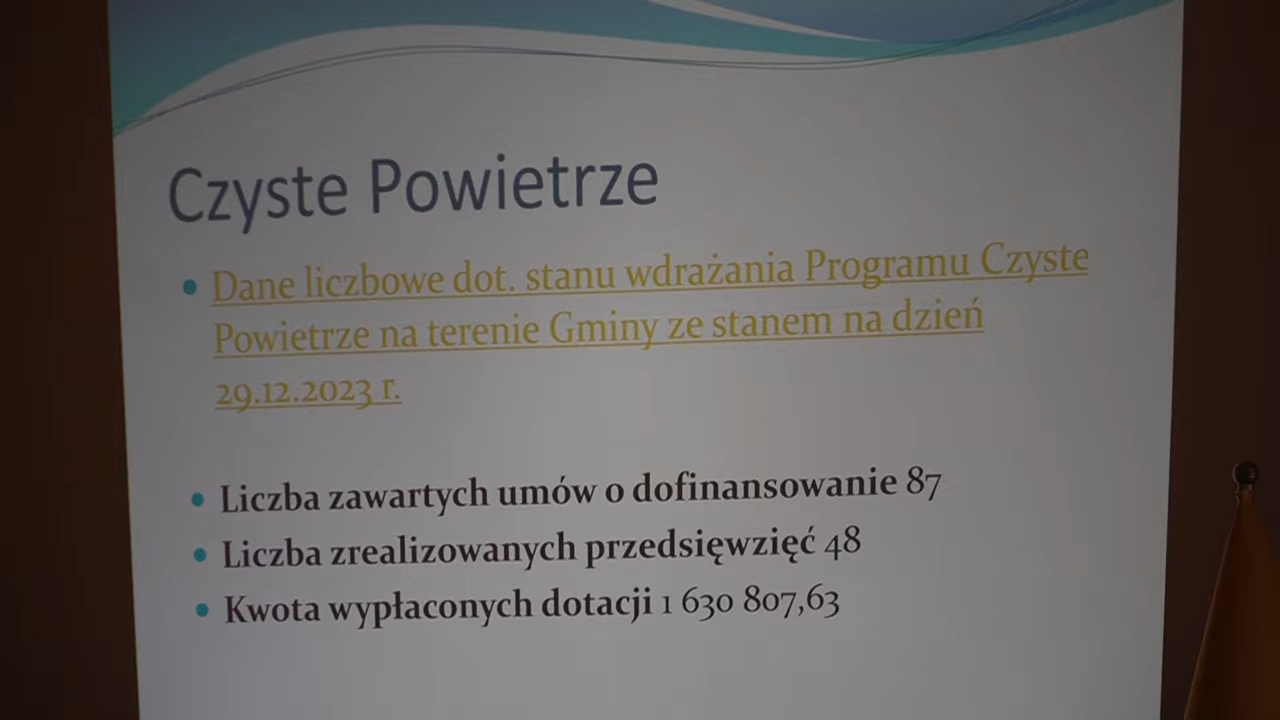 Czyste Powietrze
Dane liczbowe dot. stanu wdrażania Programu Czyste
Powietrze na terenie Gminy ze stanem na dzień
29.12.2023 r.
Liczba zawartych umów o dofinansowanie 87
Liczba zrealizowanych przedsięwzięć 48
Kwota wypłaconych dotacji 1 630 807,63